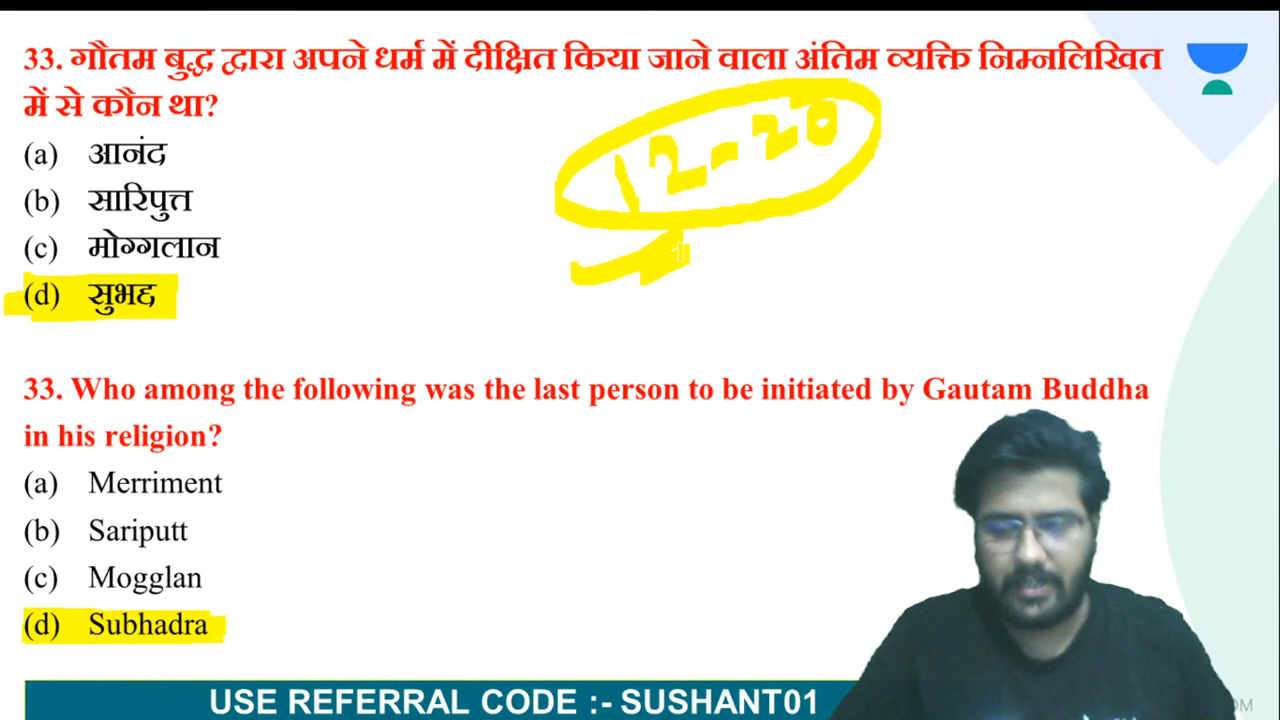 33. गौतम बुद्ध द्वारा अपने धर्म में दीक्षित किया जाने वाला अंतिम व्यक्ति निम्नलिखित
में से कौन था?
12-20
(a) आनंद
(b) सारिपुत्त
(c) मोग्गलान
(d) सुभद्द
33. Who among the following was the last person to be initiated by Gautam Buddha
in his religion?
(a) Merriment
(b) Sariputt
(c) Mogglan
(d) Subhadra
USE REFERRAL CODE :- SUSHANT01